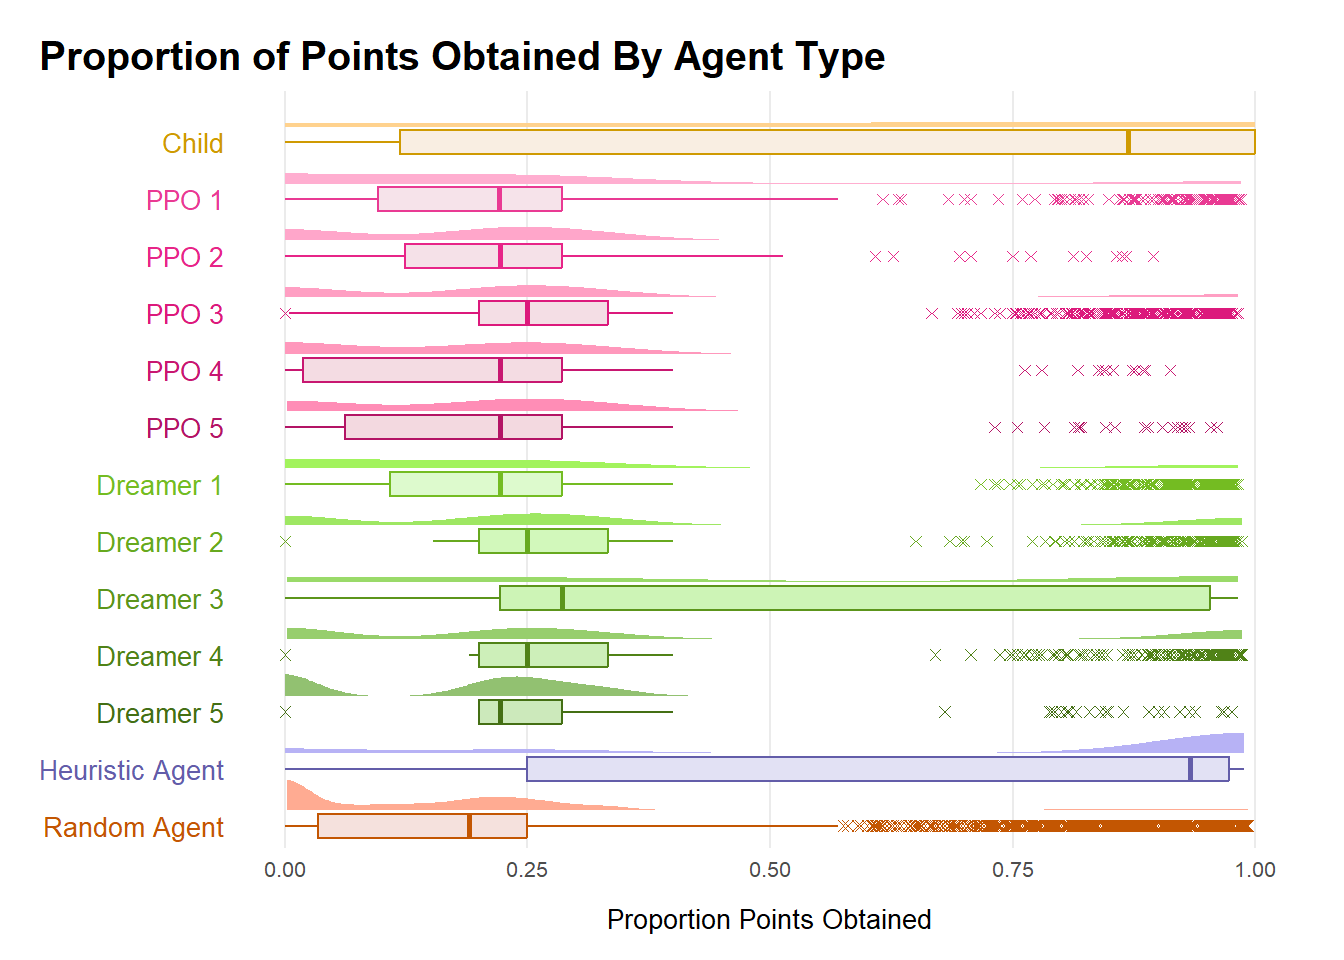 Proportion of Points Obtained By Agent Type
Child
PPO 1
PPO 2
PPO 3
PPO 4
PPO 5
Dreamer 1
Dreamer 2
Dreamer 3
Dreamer 4
Dreamer 5
Heuristic Agent
Random Agent
0.00 0.25 0.50 0.75 1.00
Proportion Points Obtained